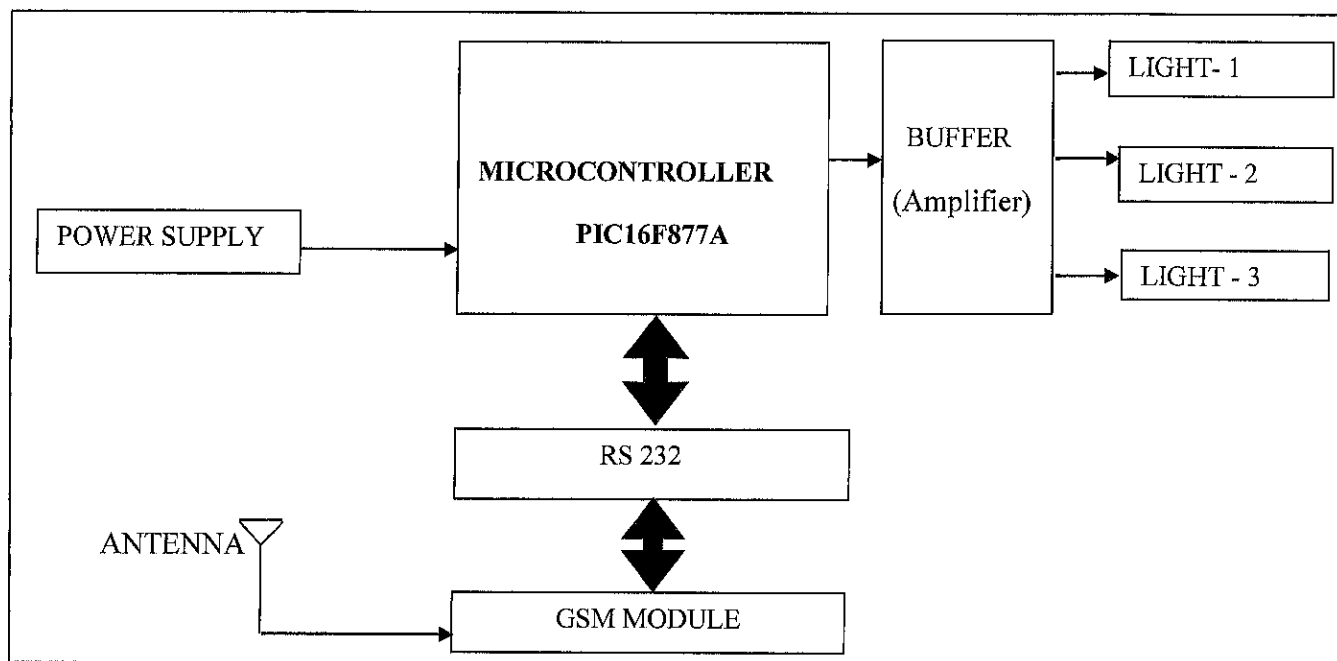 POWER SUPPLY
MICROCONTROLLER
PIC16F877A
BUFFER
(Amplifier)
LIGHT- 1
LIGHT - 2
LIGHT - 3
RS 232
ANTENNA
GSM MODULE